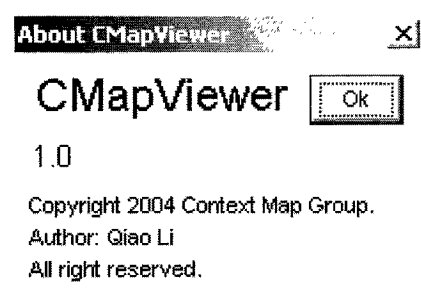 About CMapViewer
CMapViewer Ok
1.0
Copyright 2004 Context Map Group.
Author: Qiao Li
All right reserved.